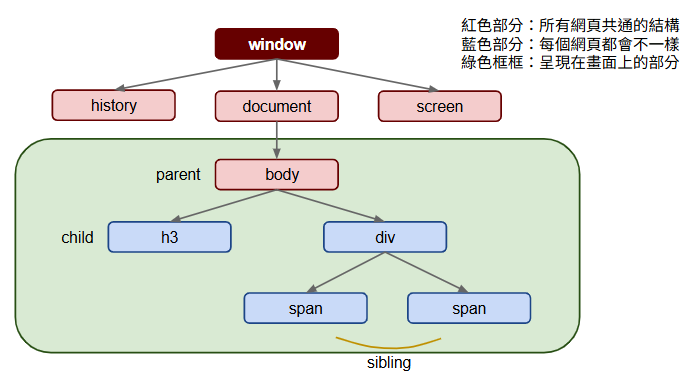 紅色部分：所有網頁共通的結構
藍色部分：每個網頁都會不一樣
綠色框框：呈現在畫面上的部分
window
history
document
screen
parent
body
child
h3
div
span
span
sibling